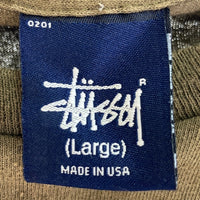 0201
Stüssy
®
(Large)
MADE IN USA